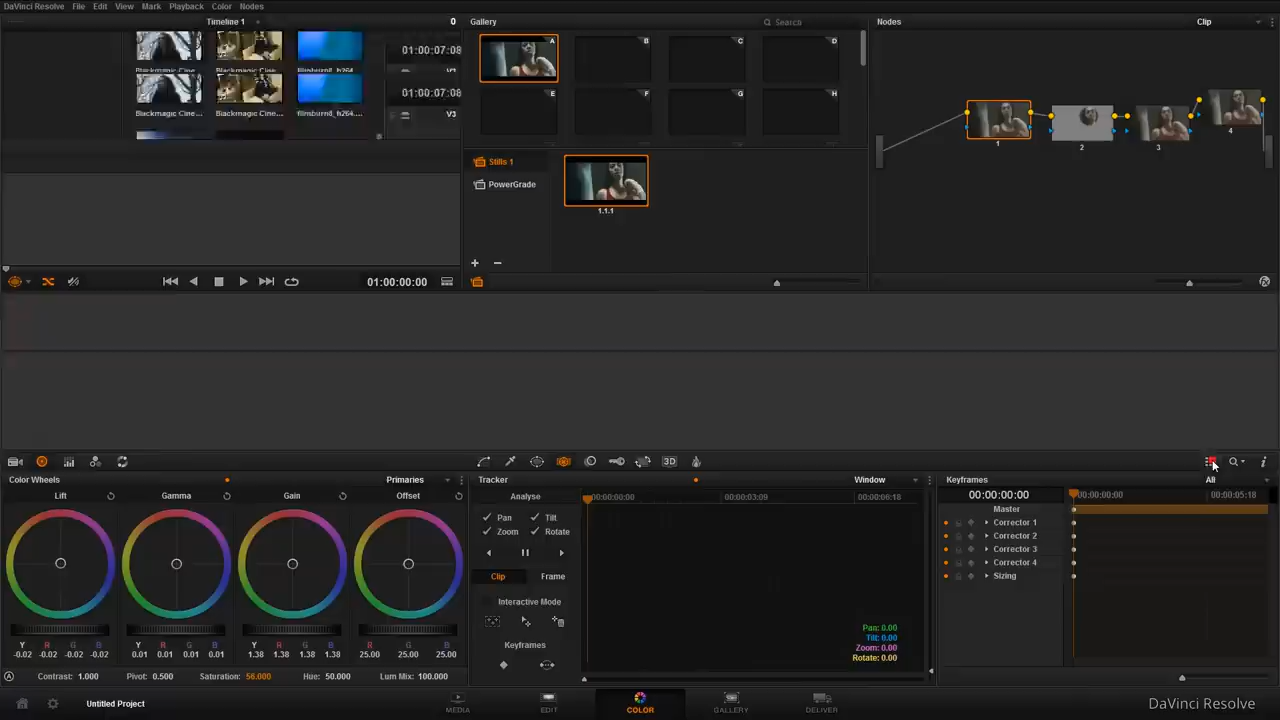 DaVinci Resolve File Edit View Mark Playback Color Nodes
Timeline 1 0
Gallery Search
Nodes Clip
A B C D
E F G H
01:00:07:08
Blackmagic Cine... Blackmagic Cine...
01:00:07:08
Blackmagic Cine... Blackmagic Cine... filmburn8_h264....
V3
Stills 1
PowerGrade
1.1.1
1 2 3 4
+ −
01:00:00:00
3D
Color Wheels Primaries
Lift Gamma Gain Offset
Y R G B Y R G B Y R G B R G B
-0.02 -0.02 -0.02 -0.02 0.01 0.01 0.01 0.01 1.38 1.38 1.38 1.38 25.00 25.00 25.00
A Contrast: 1.000 Pivot: 0.500 Saturation: 56.000 Hue: 50.000 Lum Mix: 100.000
Tracker Window
Analyse 00:00:00:00 00:00:03:09 00:00:06:18
Pan Tilt
Zoom Rotate
Clip Frame
Interactive Mode
Keyframes
Pan: 0.00
Tilt: 0.00
Zoom: 0.00
Rotate: 0.00
Keyframes All
00:00:00:00 00:00:00:00 00:00:05:18
Master
Corrector 1
Corrector 2
Corrector 3
Corrector 4
Sizing
Untitled Project
MEDIA EDIT COLOR GALLERY DELIVER
DaVinci Resolve